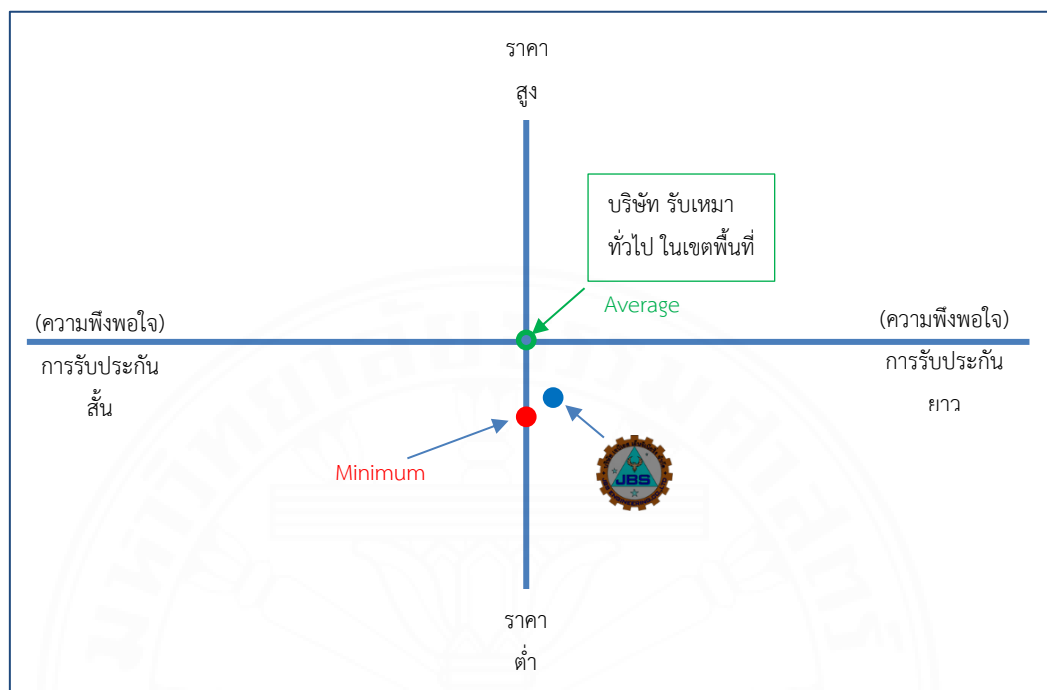 ราคา
สูง
บริษัท รับเหมา
ทั่วไป ในเขตพื้นที่
Average
(ความพึงพอใจ)
การรับประกัน
สั้น
(ความพึงพอใจ)
การรับประกัน
ยาว
Minimum
JBS
ราคา
ต่ำ